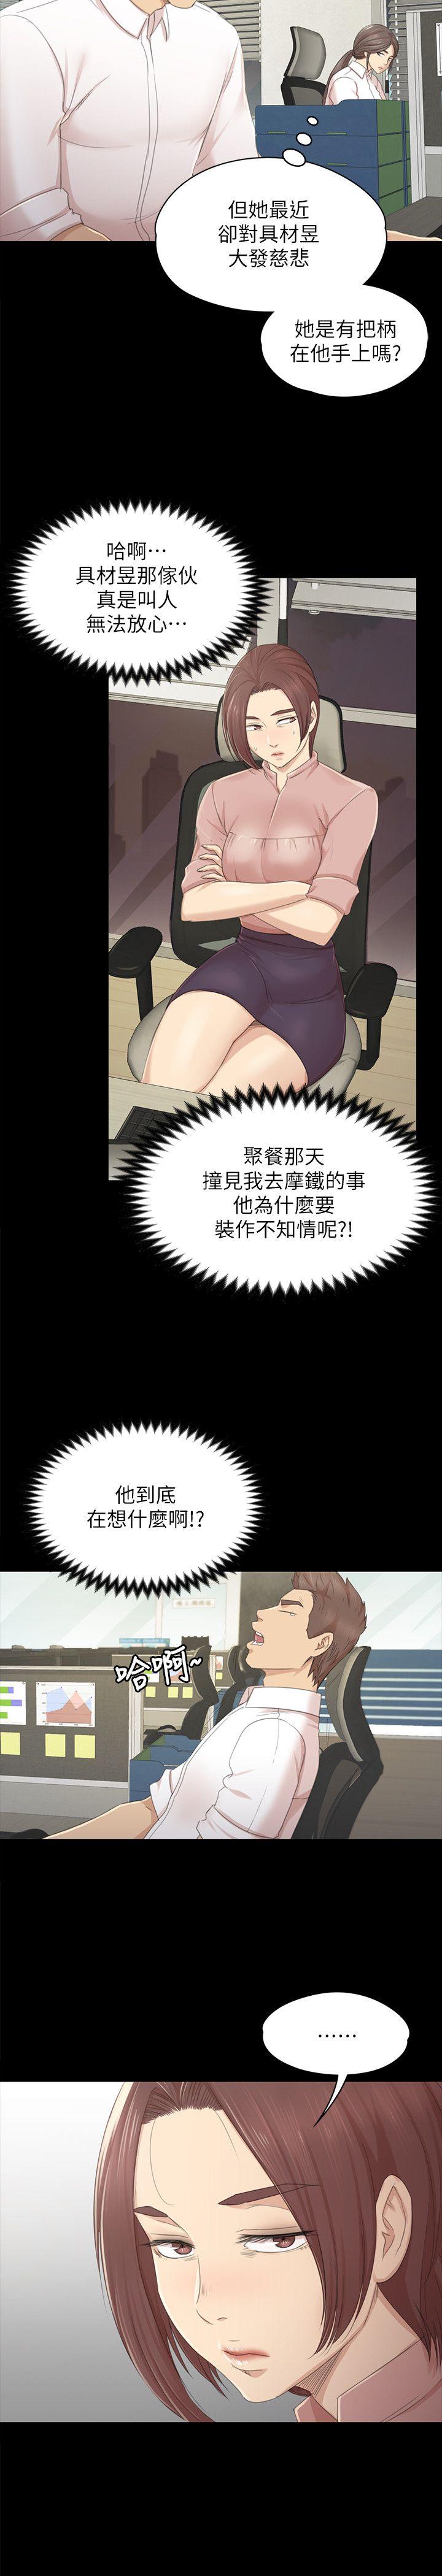 但她最近
卻對具材昱
大發慈悲
她是有把柄
在他手上嗎?
哈啊⋯
具材昱那傢伙
真是叫人
無法放心⋯
聚餐那天
撞見我去摩鐵的事
他為什麼要
裝作不知情呢?!
他到底
在想什麼啊!?
哈啊~
⋯⋯